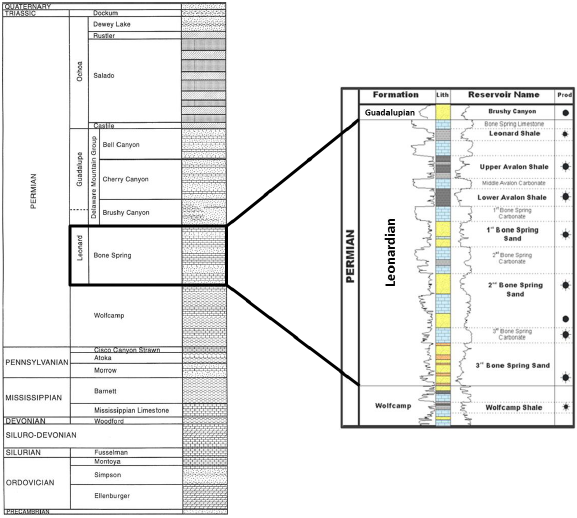 QUATERNARY
TRIASSIC
Dockum
Dewey Lake
Rustler
Ochoa
Salado
Castile
PERMIAN
Guadalupe
Delaware Mountain Group
Bell Canyon
Cherry Canyon
Brushy Canyon
Leonard
Bone Spring
Wolfcamp
Cisco Canyon Strawn
PENNSYLVANIAN
Atoka
Morrow
MISSISSIPPIAN
Barnett
Mississippian Limestone
DEVONIAN
Woodford
SILURO-DEVONIAN
SILURIAN
Fusselman
Montoya
ORDOVICIAN
Simpson
Ellenburger
PRECAMBRIAN
Formation Lith Reservoir Name Prod
PERMIAN
Guadalupian
Brushy Canyon
Leonardian
Bone Spring Limestone
Leonard Shale
Upper Avalon Shale
Middle Avalon Carbonate
Lower Avalon Shale
1st Bone Spring
Carbonate
1st Bone Spring
Sand
2nd Bone Spring
Carbonate
2nd Bone Spring
Sand
3rd Bone Spring
Carbonate
3rd Bone Spring Sand
Wolfcamp
Wolfcamp Shale